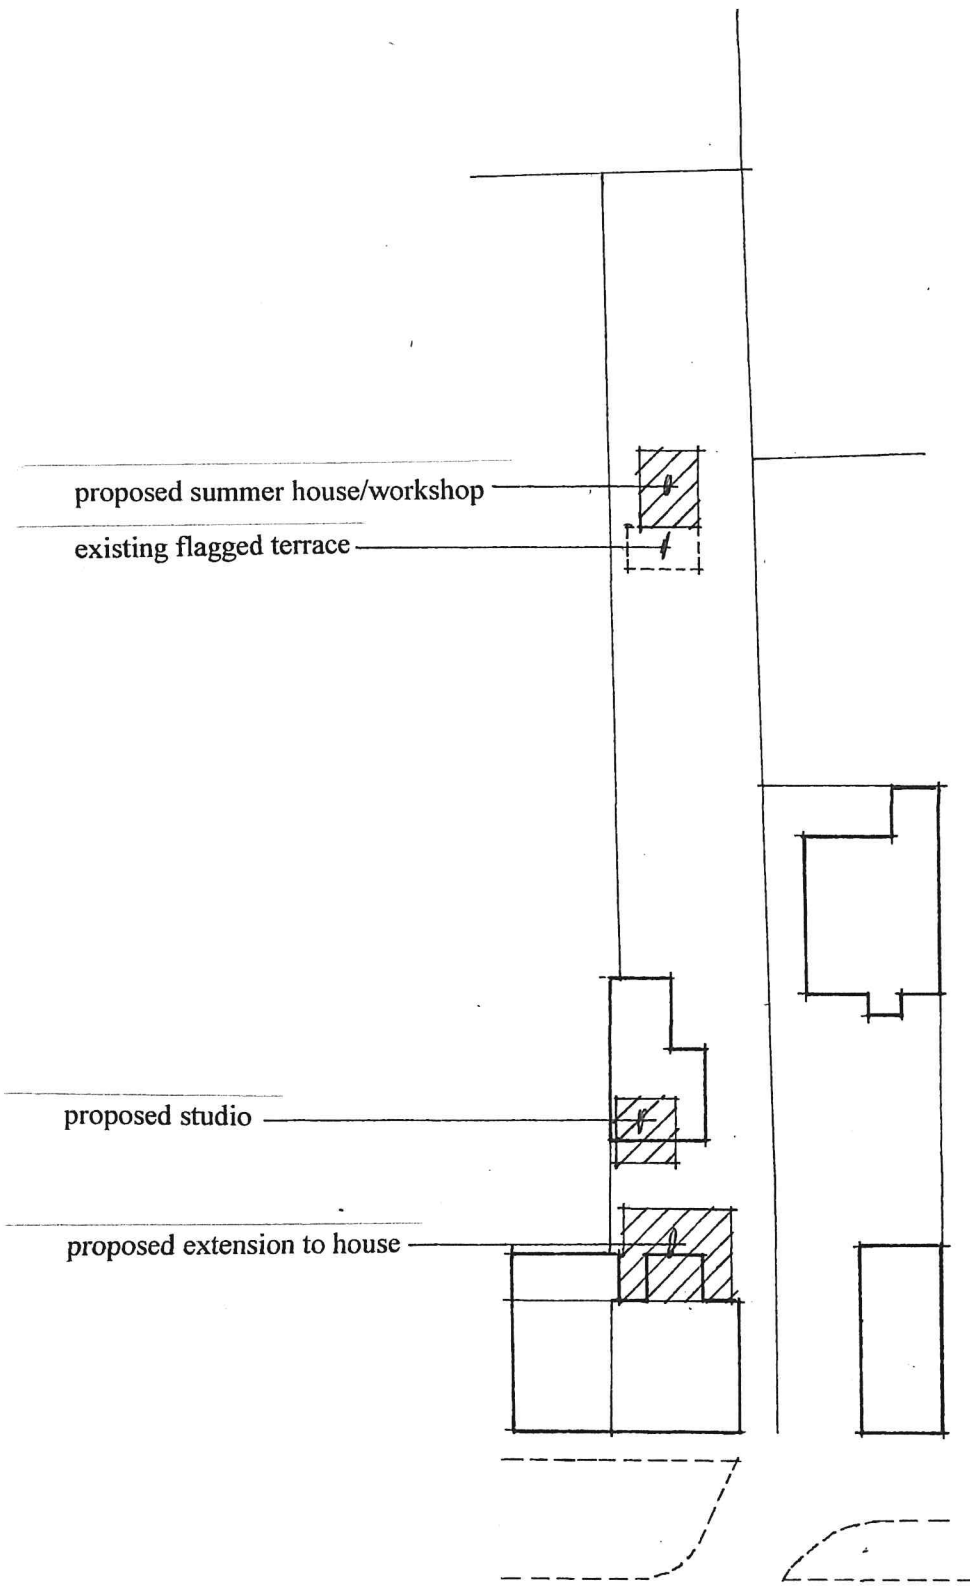 proposed summer house/workshop
existing flagged terrace
proposed studio
proposed extension to house